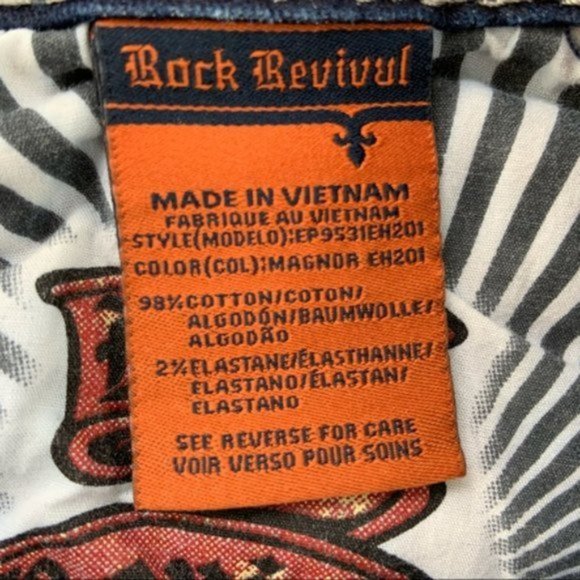 Rock Revival
MADE IN VIETNAM
FABRIQUE AU VIETNAM
STYLE(MODELO):EP9531EH201
COLOR(COL):MAGNOR EH201
98%COTTON/COTON/
ALGODÓN/BAUMWOLLE/
ALGODÃO
2%ELASTANE/ÉLASTHANNE/
ELASTANO/ÉLASTAN/
ELASTANO
SEE REVERSE FOR CARE
VOIR VERSO POUR SOINS